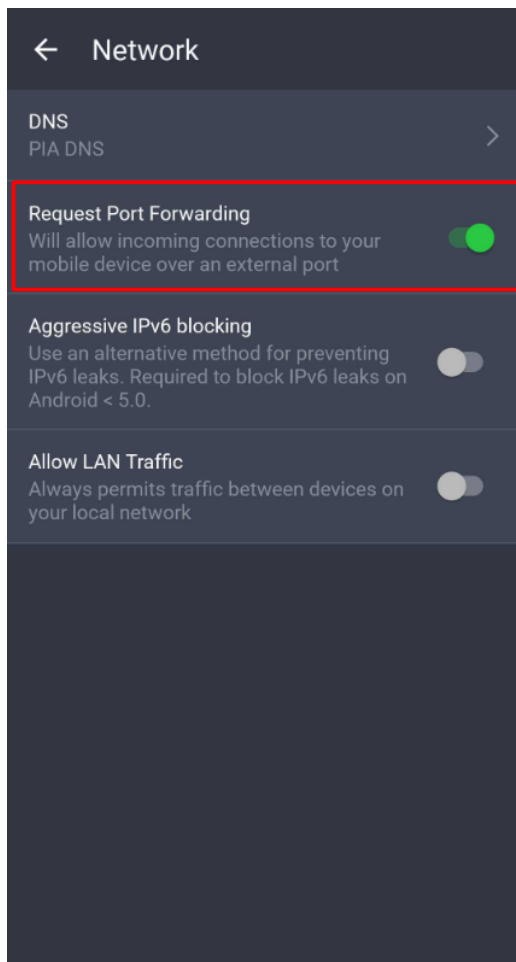 Network
DNS
PIA DNS
Request Port Forwarding
Will allow incoming connections to your
mobile device over an external port
Aggressive IPv6 blocking
Use an alternative method for preventing
IPv6 leaks. Required to block IPv6 leaks on
Android < 5.0.
Allow LAN Traffic
Always permits traffic between devices on
your local network